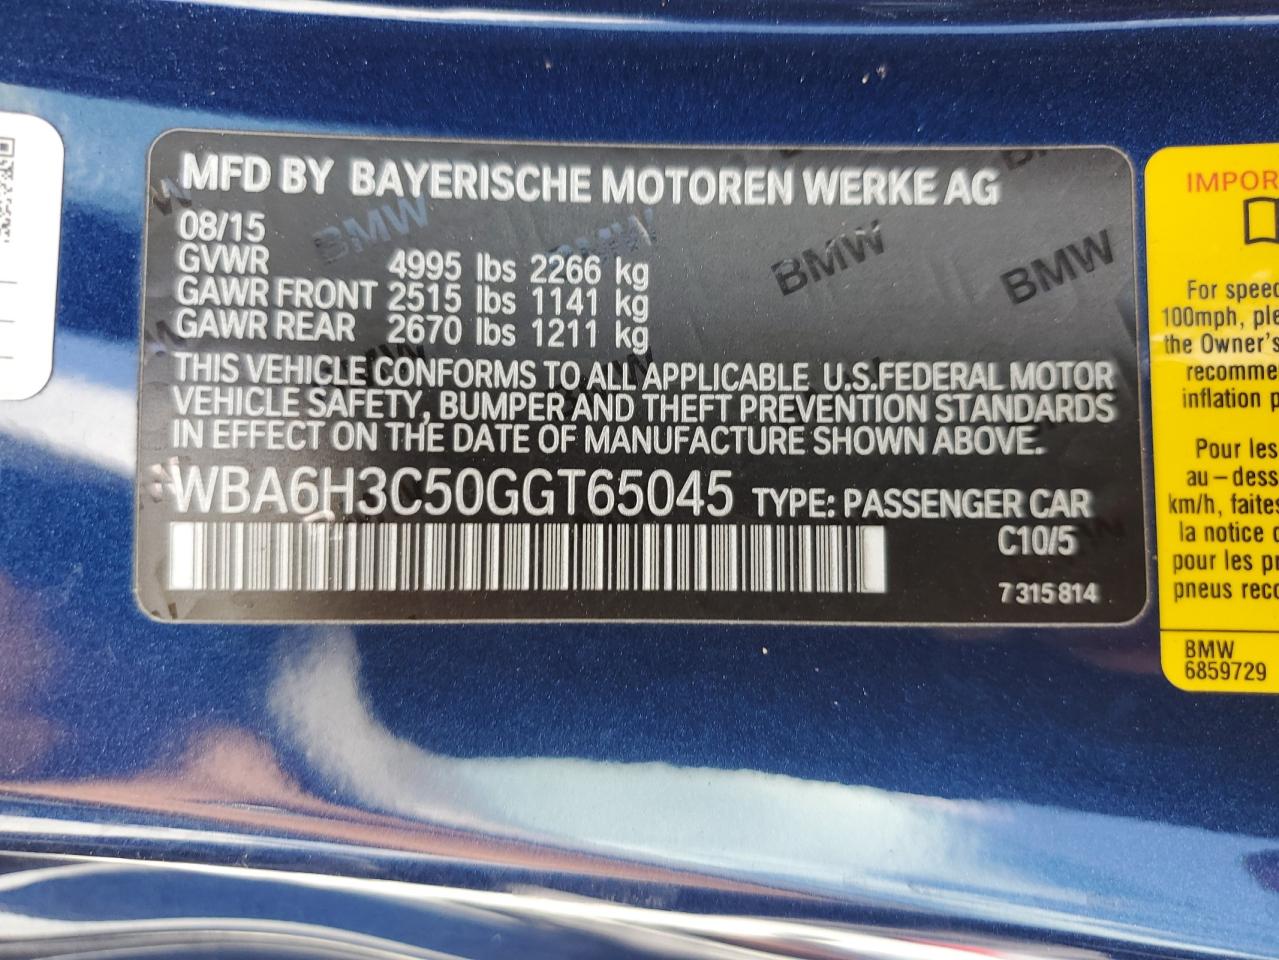 MFD BY BAYERISCHE MOTOREN WERKE AG
08/15
GVWR 4995 lbs 2266 kg
GAWR FRONT 2515 lbs 1141 kg
GAWR REAR 2670 lbs 1211 kg
THIS VEHICLE CONFORMS TO ALL APPLICABLE U.S.FEDERAL MOTOR
VEHICLE SAFETY, BUMPER AND THEFT PREVENTION STANDARDS
IN EFFECT ON THE DATE OF MANUFACTURE SHOWN ABOVE.
WBA6H3C50GGT65045 TYPE: PASSENGER CAR
C10/5
7 315 814
BMW BMW BMW BMW
IMPOR
For speed
100mph, ple
the Owner's
recomme
inflation p
Pour les
au-dess
km/h, faites
la notice
pour les p
pneus reco
BMW
6859729